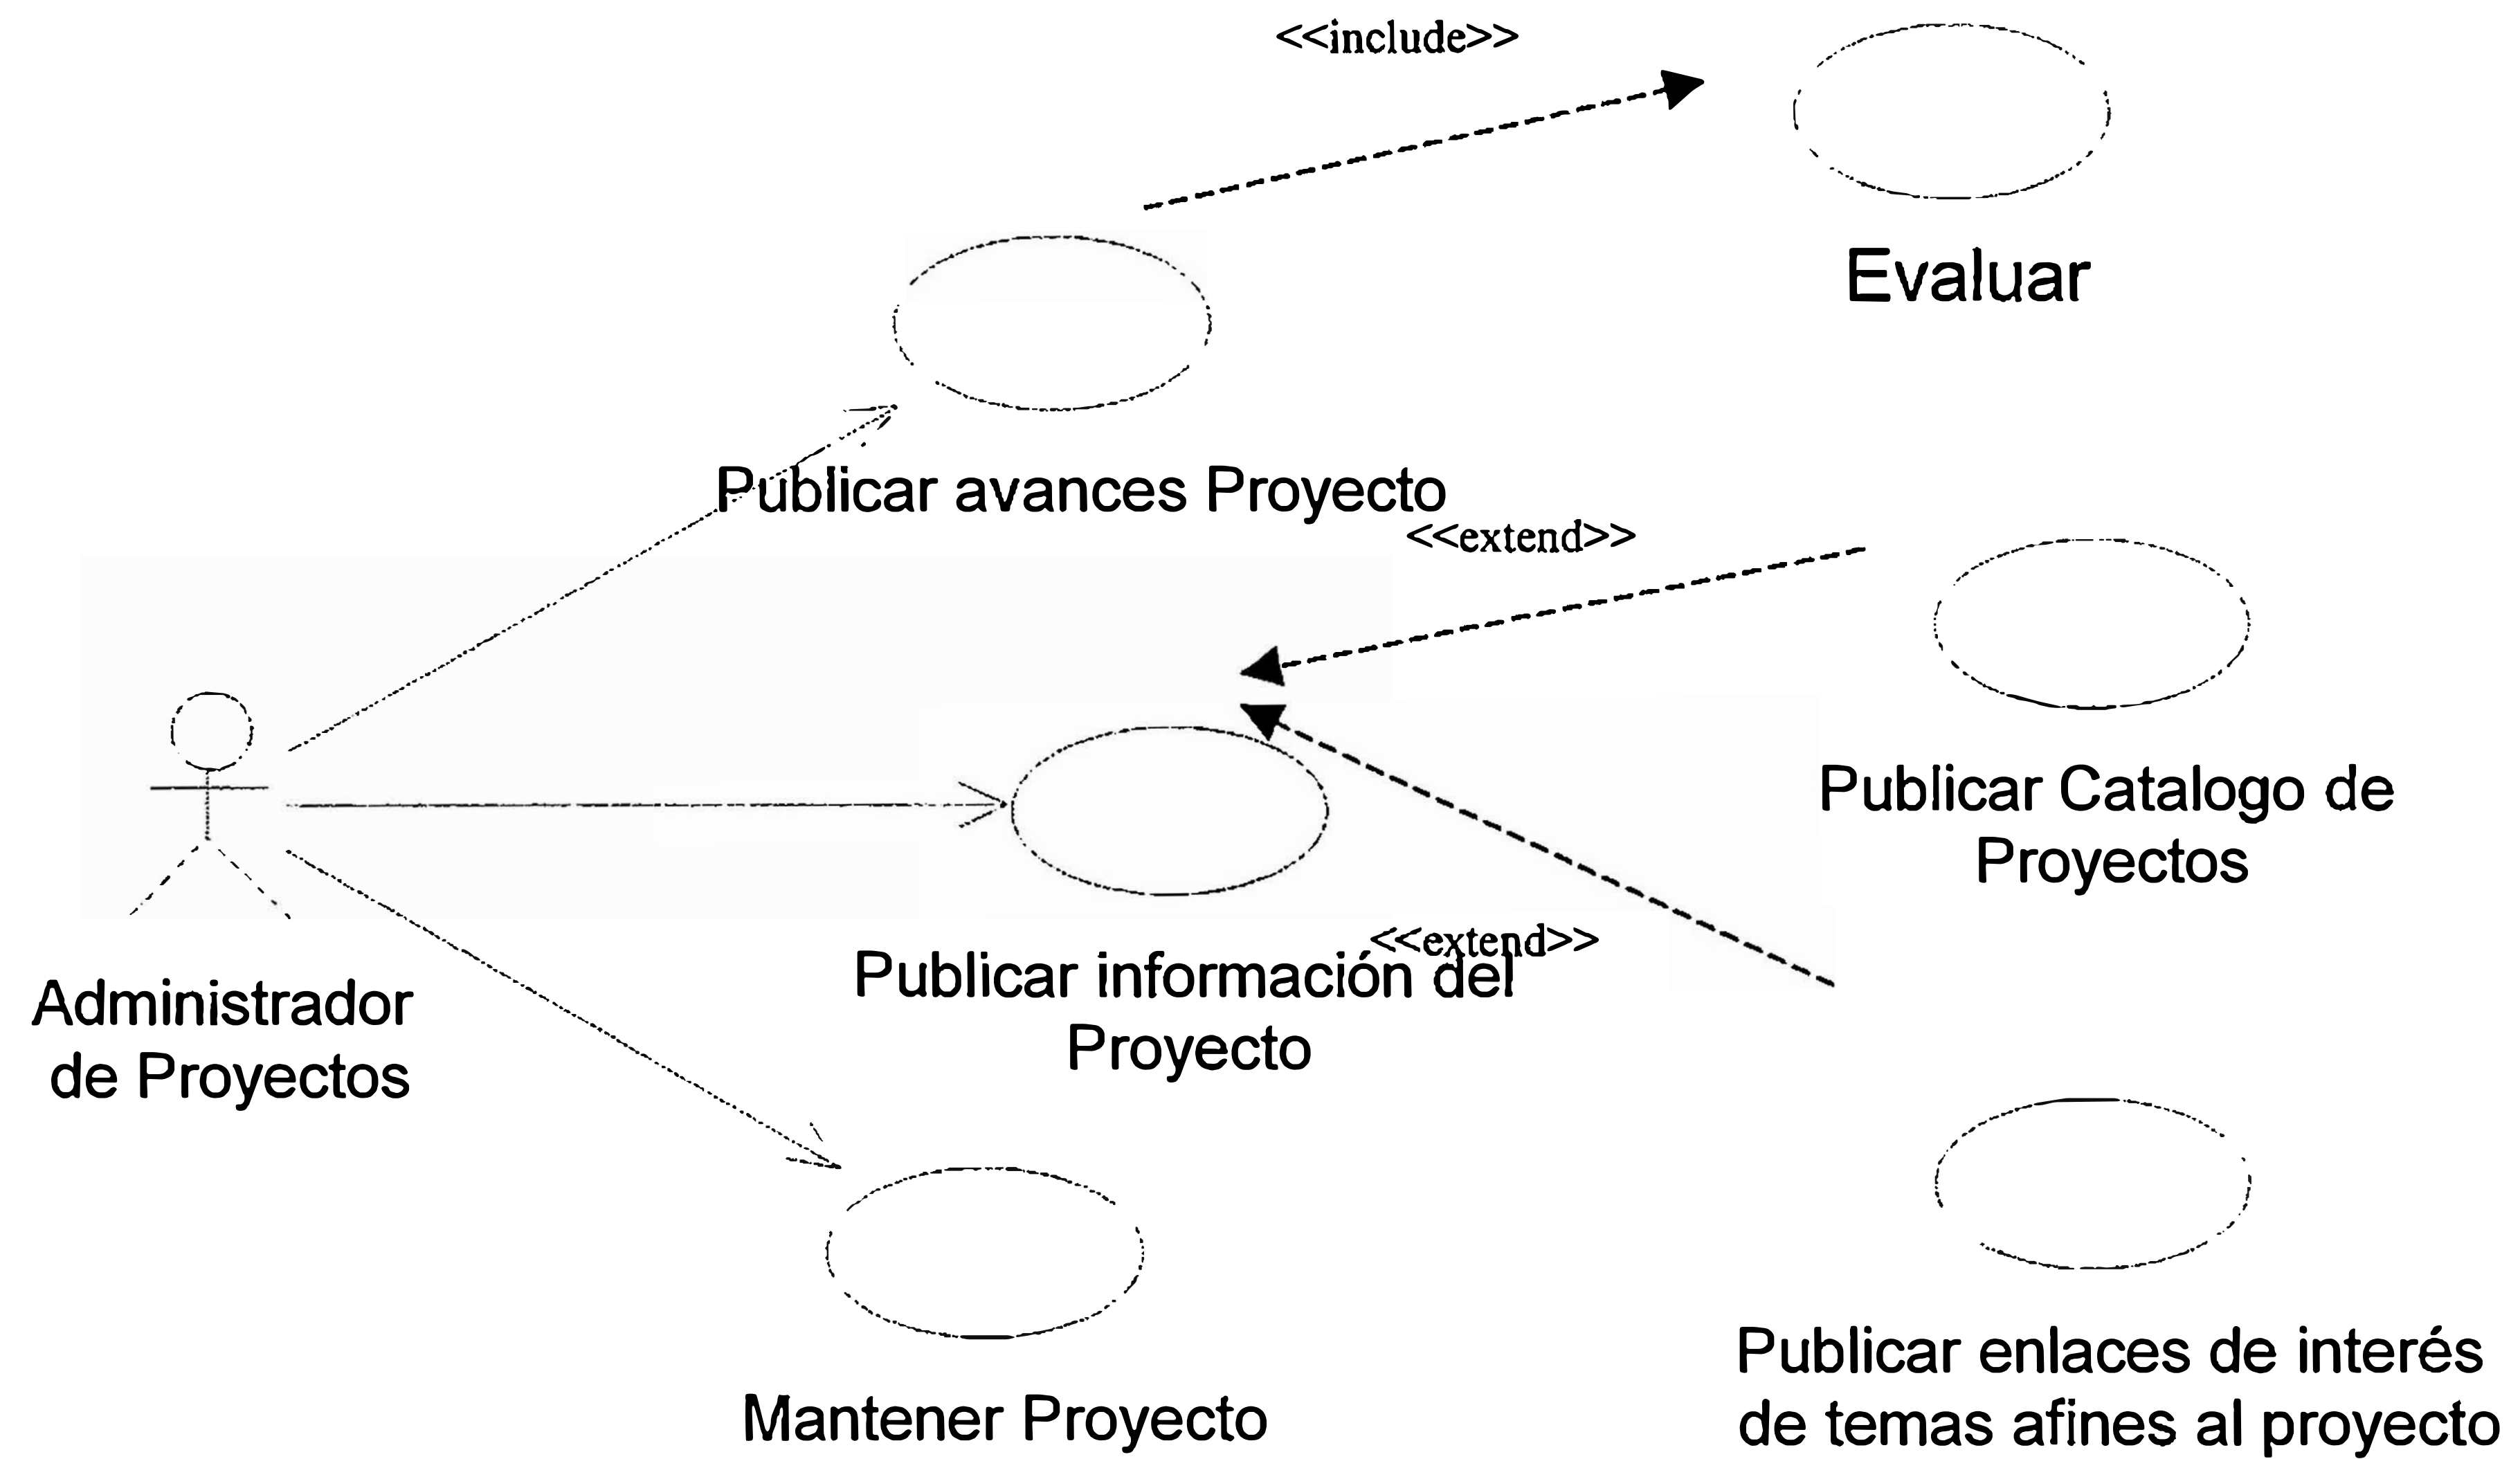 <<include>>
Evaluar
Publicar avances Proyecto
<<extend>>
Publicar Catalogo de
Proyectos
<<extend>>
Publicar información del
Proyecto
Administrador
de Proyectos
Publicar enlaces de interés
de temas afines al proyecto
Mantener Proyecto